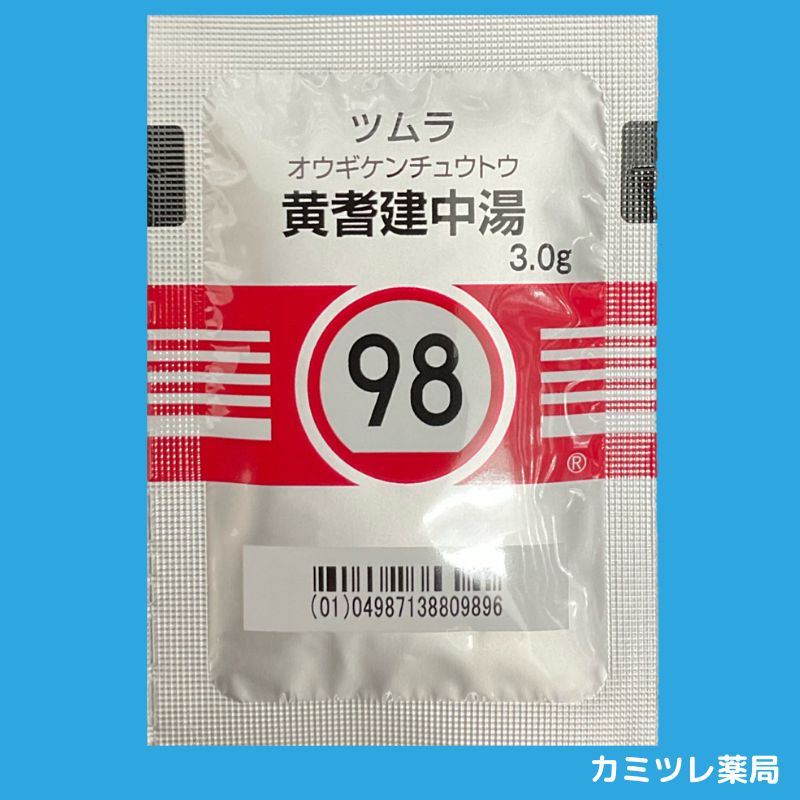 ツムラ
オウギケンチュウトウ
黄耆建中湯
3.0g
98
®
(01)04987138809896
カミツレ薬局